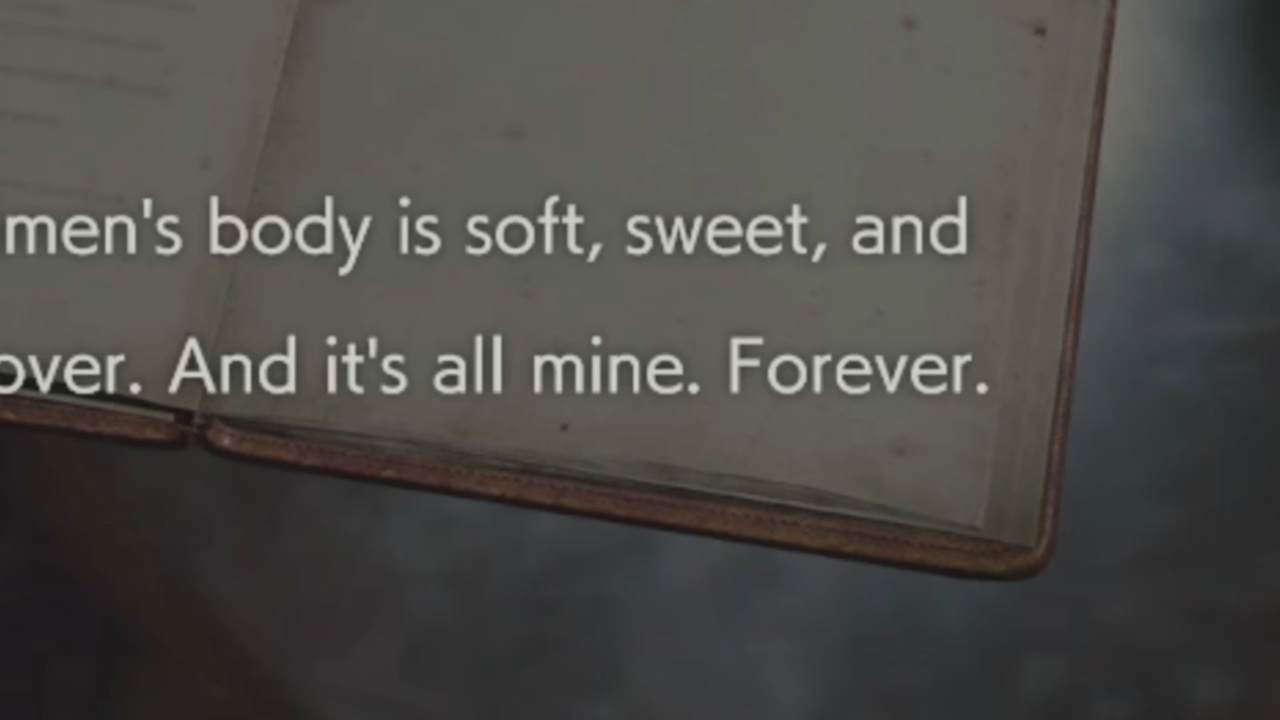 men's body is soft, sweet, and
over. And it's all mine. Forever.